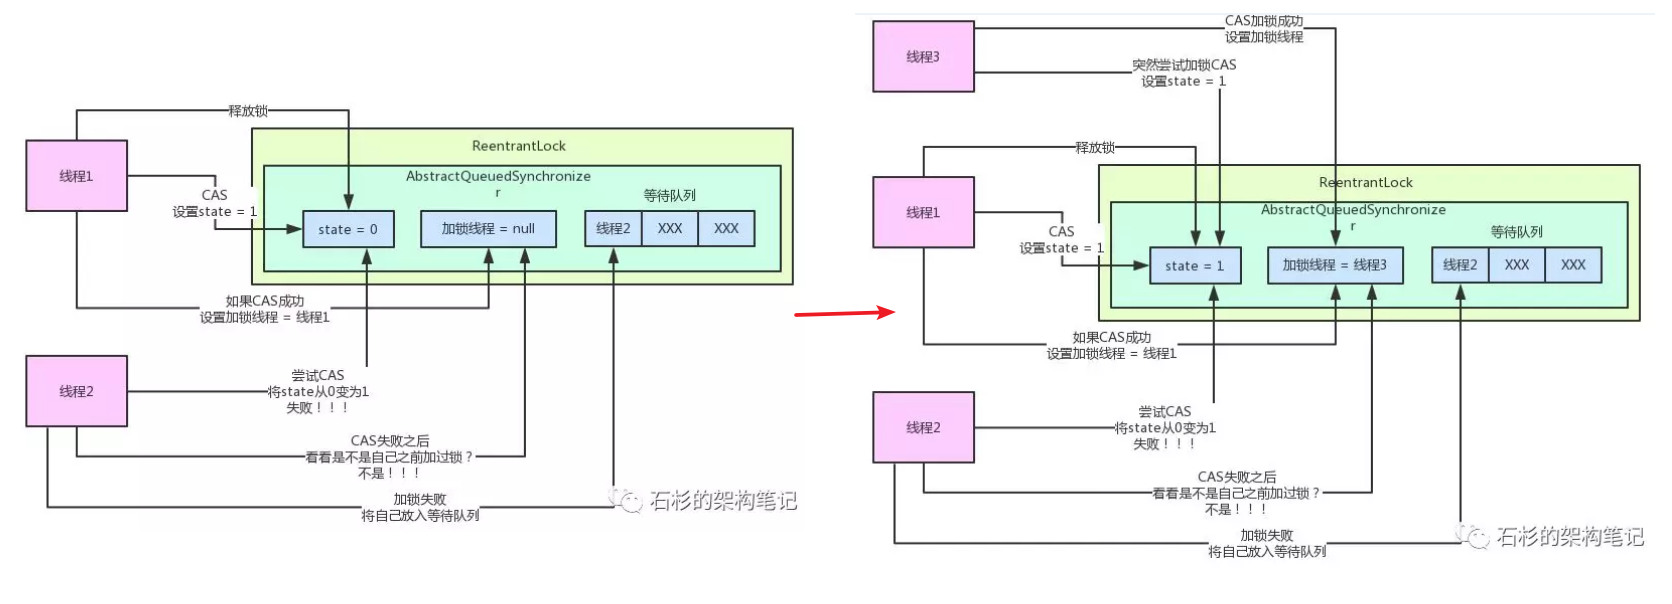 释放锁
线程1
CAS
设置state = 1
ReentrantLock
AbstractQueuedSynchronize
r
等待队列
state = 0
加锁线程 = null
线程2
XXX
XXX
如果CAS成功
设置加锁线程 = 线程1
线程2
尝试CAS
将state从0变为1
失败！！！
CAS失败之后
看看是不是自己之前加过锁？
不是！！！
加锁失败
将自己放入等待队列
石杉的架构笔记
线程3
CAS加锁成功
设置加锁线程
突然尝试加锁CAS
设置state = 1
释放锁
线程1
CAS
设置state = 1
ReentrantLock
AbstractQueuedSynchronize
r
等待队列
state = 1
加锁线程 = 线程3
线程2
XXX
XXX
如果CAS成功
设置加锁线程 = 线程1
线程2
尝试CAS
将state从0变为1
失败！！！
CAS失败之后
看看是不是自己之前加过锁？
不是！！！
加锁失败
将自己放入等待队列
石杉的架构笔记